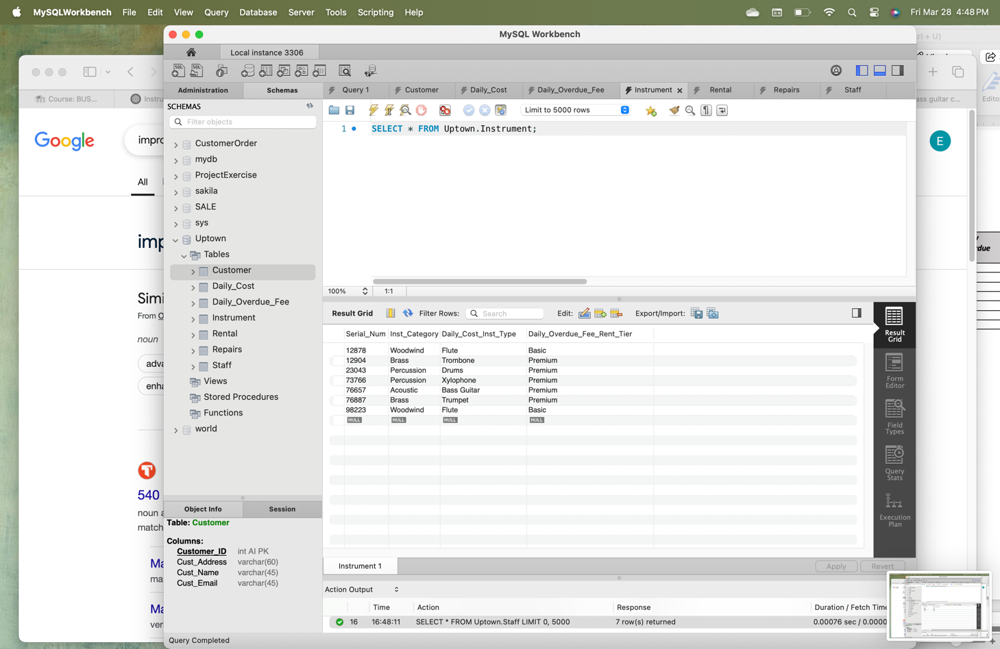 MySQLWorkbench File Edit View Query Database Server Tools Scripting Help
Fri Mar 28 4:48 PM
MySQL Workbench
Local instance 3306
Administration Schemas
Query 1 Customer Daily_Cost Daily_Overdue_Fee Instrument Rental Repairs Staff
SCHEMAS
Filter objects
CustomerOrder
mydb
ProjectExercise
sakila
SALE
sys
Uptown
Tables
Customer
Daily_Cost
Daily_Overdue_Fee
Instrument
Rental
Repairs
Staff
Views
Stored Procedures
Functions
world
Object Info Session
Table: Customer
Columns:
Customer_ID int AI PK
Cust_Address varchar(60)
Cust_Name varchar(45)
Cust_Email varchar(45)
Query Completed
Limit to 5000 rows
1 SELECT * FROM Uptown.Instrument;
100% 1:1
Result Grid Filter Rows: Search Edit: Export/Import:
Serial_Num Inst_Category Daily_Cost_Inst_Type Daily_Overdue_Fee_Rent_Tier
12878 Woodwind Flute Basic
12904 Brass Trombone Premium
23043 Percussion Drums Premium
73766 Percussion Xylophone Premium
76657 Acoustic Bass Guitar Premium
76887 Brass Trumpet Premium
98223 Woodwind Flute Basic
NULL NULL NULL NULL
Result
Grid
Form
Editor
Field
Types
Query
Stats
Execution
Plan
Instrument 1
Apply Revert
Action Output
Time Action Response Duration / Fetch Time
16 16:48:11 SELECT * FROM Uptown.Staff LIMIT 0, 5000 7 row(s) returned 0.00076 sec / 0.0000
Course: BUS...
Instru
Google
impro
All
imp
Simi
From O
noun
adva
enha
540
noun a
match
Ma
ma
Ma
ver
trl + U)
ass guitar c...
Edito
E
due